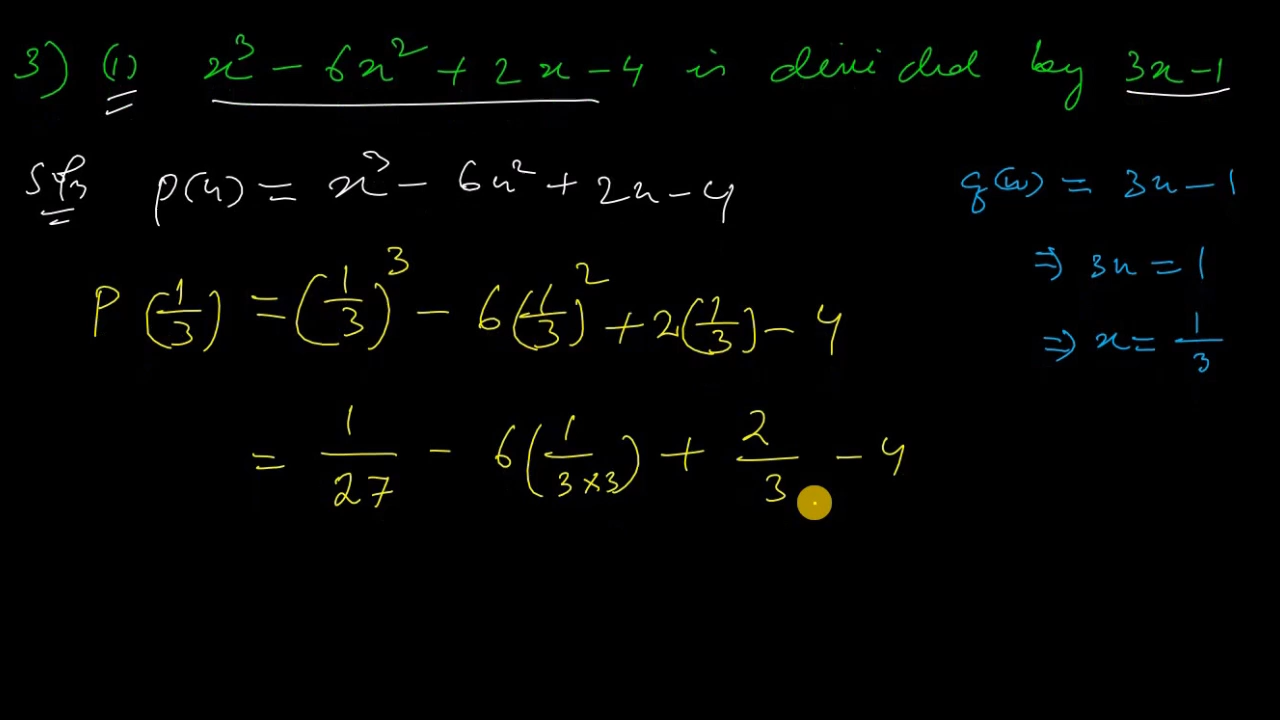 3) (i) x³ - 6x² + 2x - 4 is divided by 3x-1
Soln p(x) = x³ - 6x² + 2x - 4
q(x) = 3x - 1
⇒ 3x = 1
⇒ x = 1/3
P(1/3) = (1/3)³ - 6(1/3)² + 2(1/3) - 4
= 1/27 - 6(1/3×3) + 2/3 - 4